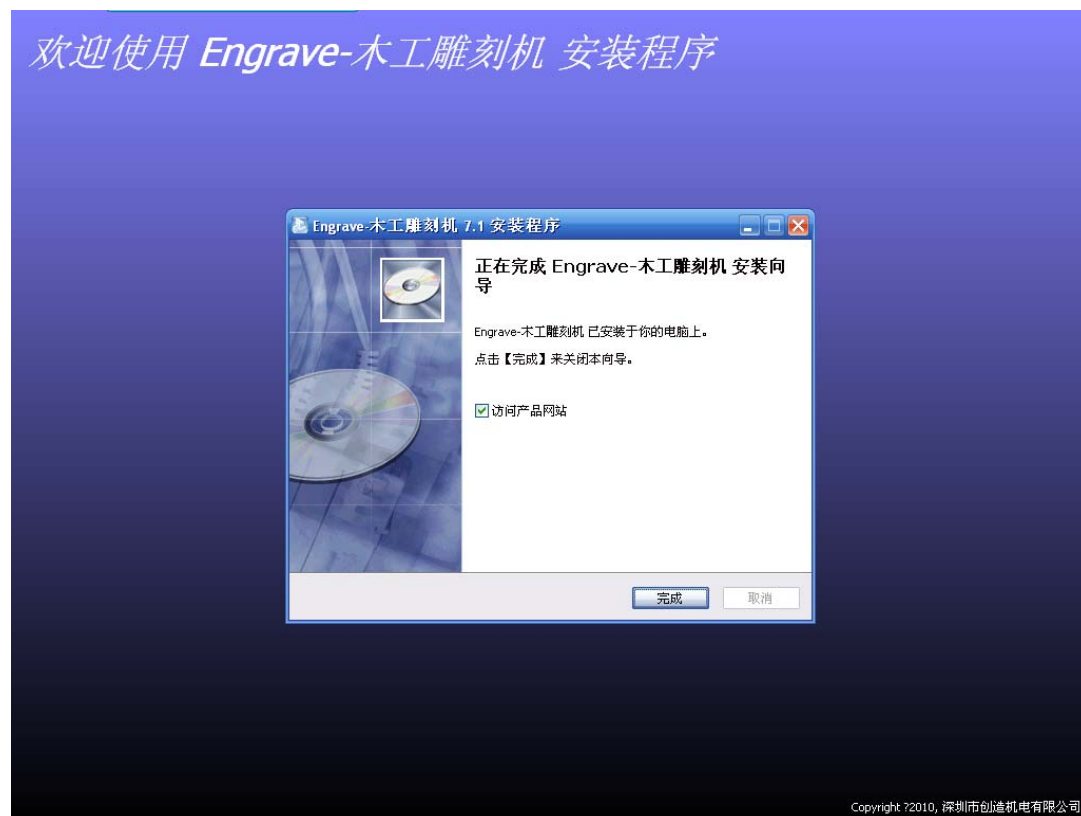 欢迎使用 Engrave-木工雕刻机 安装程序
Engrave-木工雕刻机 7.1 安装程序
正在完成 Engrave-木工雕刻机 安装向
导
Engrave-木工雕刻机 已安装于你的电脑上。
点击【完成】来关闭本向导。
访问产品网站
完成
取消
Copyright ?2010, 深圳市创造机电有限公司